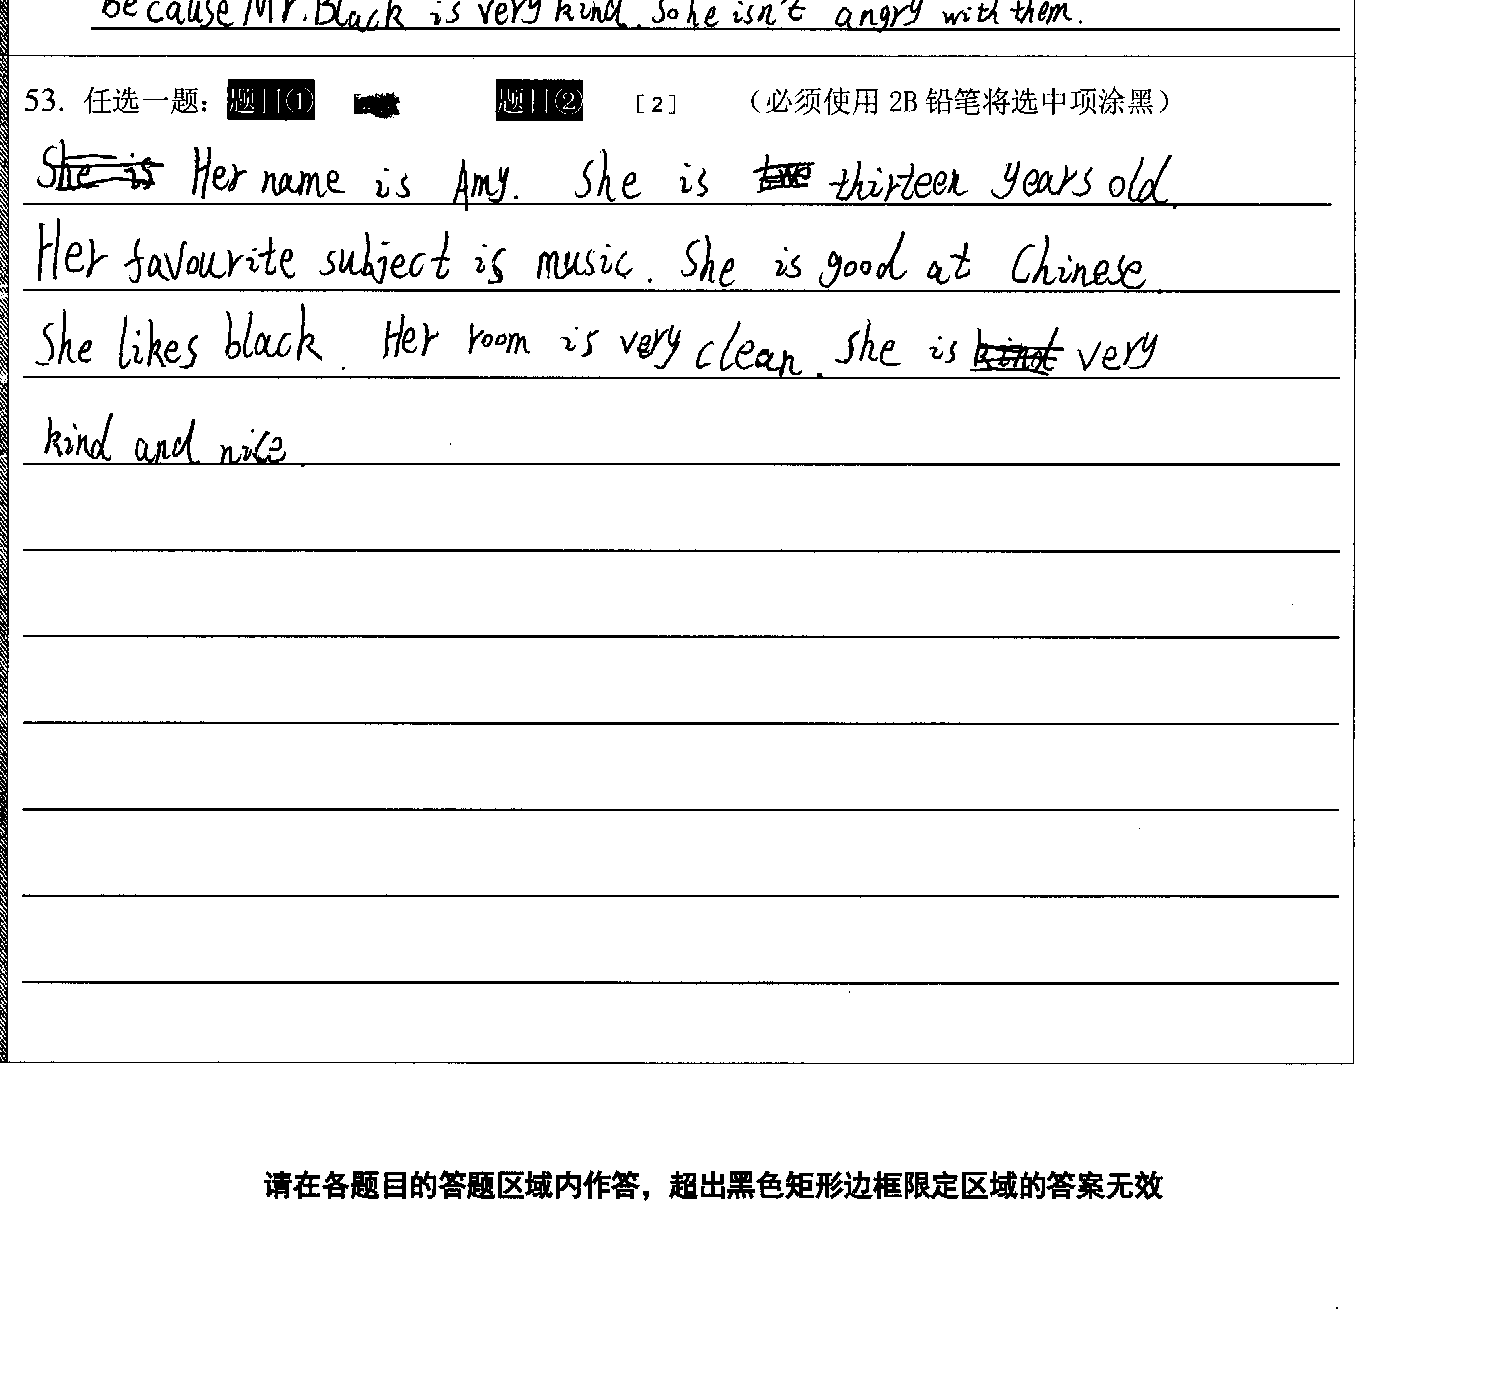 because Mr. Black is very kind. So he isn't angry with them.
53. 任选一题： 题目① 题目② [2] （必须使用 2B 铅笔将选中项涂黑）
She is Her name is Amy. She is thirteen years old.
Her favourite subject is music. She is good at Chinese.
She likes black. Her room is very clean. She is kind very
kind and nice.
请在各题目的答题区域内作答，超出黑色矩形边框限定区域的答案无效